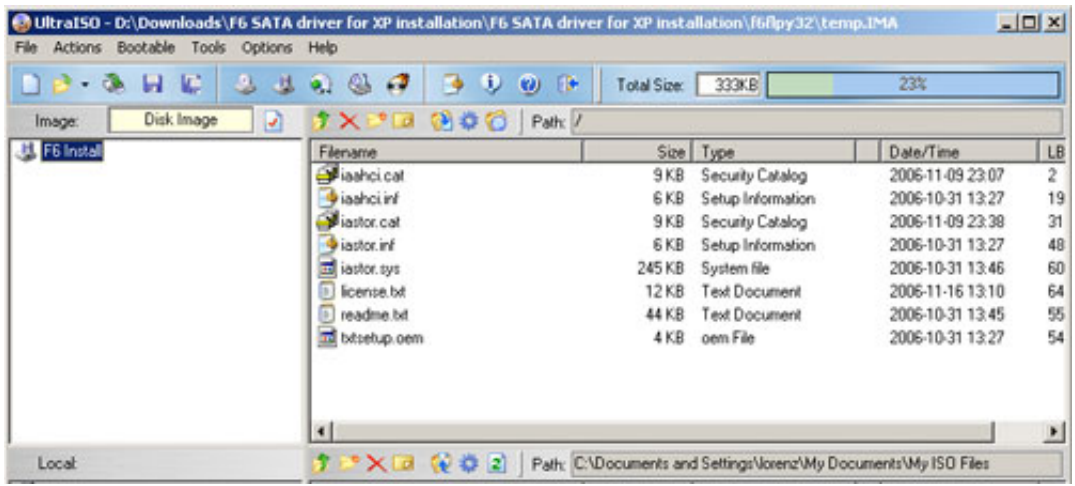 UltraISO - D:\Downloads\F6 SATA driver for XP installation\F6 SATA driver for XP installation\f6flpy32\temp.IMA
File Actions Bootable Tools Options Help
Total Size: 333KB 23%
Image: Disk Image Path: /
F6 Install
Filename Size Type Date/Time LB
iaahci.cat 9 KB Security Catalog 2006-11-09 23:07 2
iaahci.inf 6 KB Setup Information 2006-10-31 13:27 19
iastor.cat 9 KB Security Catalog 2006-11-09 23:38 31
iastor.inf 6 KB Setup Information 2006-10-31 13:27 48
iastor.sys 245 KB System file 2006-10-31 13:46 60
license.txt 12 KB Text Document 2006-11-16 13:10 64
readme.txt 44 KB Text Document 2006-10-31 13:45 55
txtsetup.oem 4 KB oem File 2006-10-31 13:27 54
Local: Path: C:\Documents and Settings\lorenz\My Documents\My ISO Files